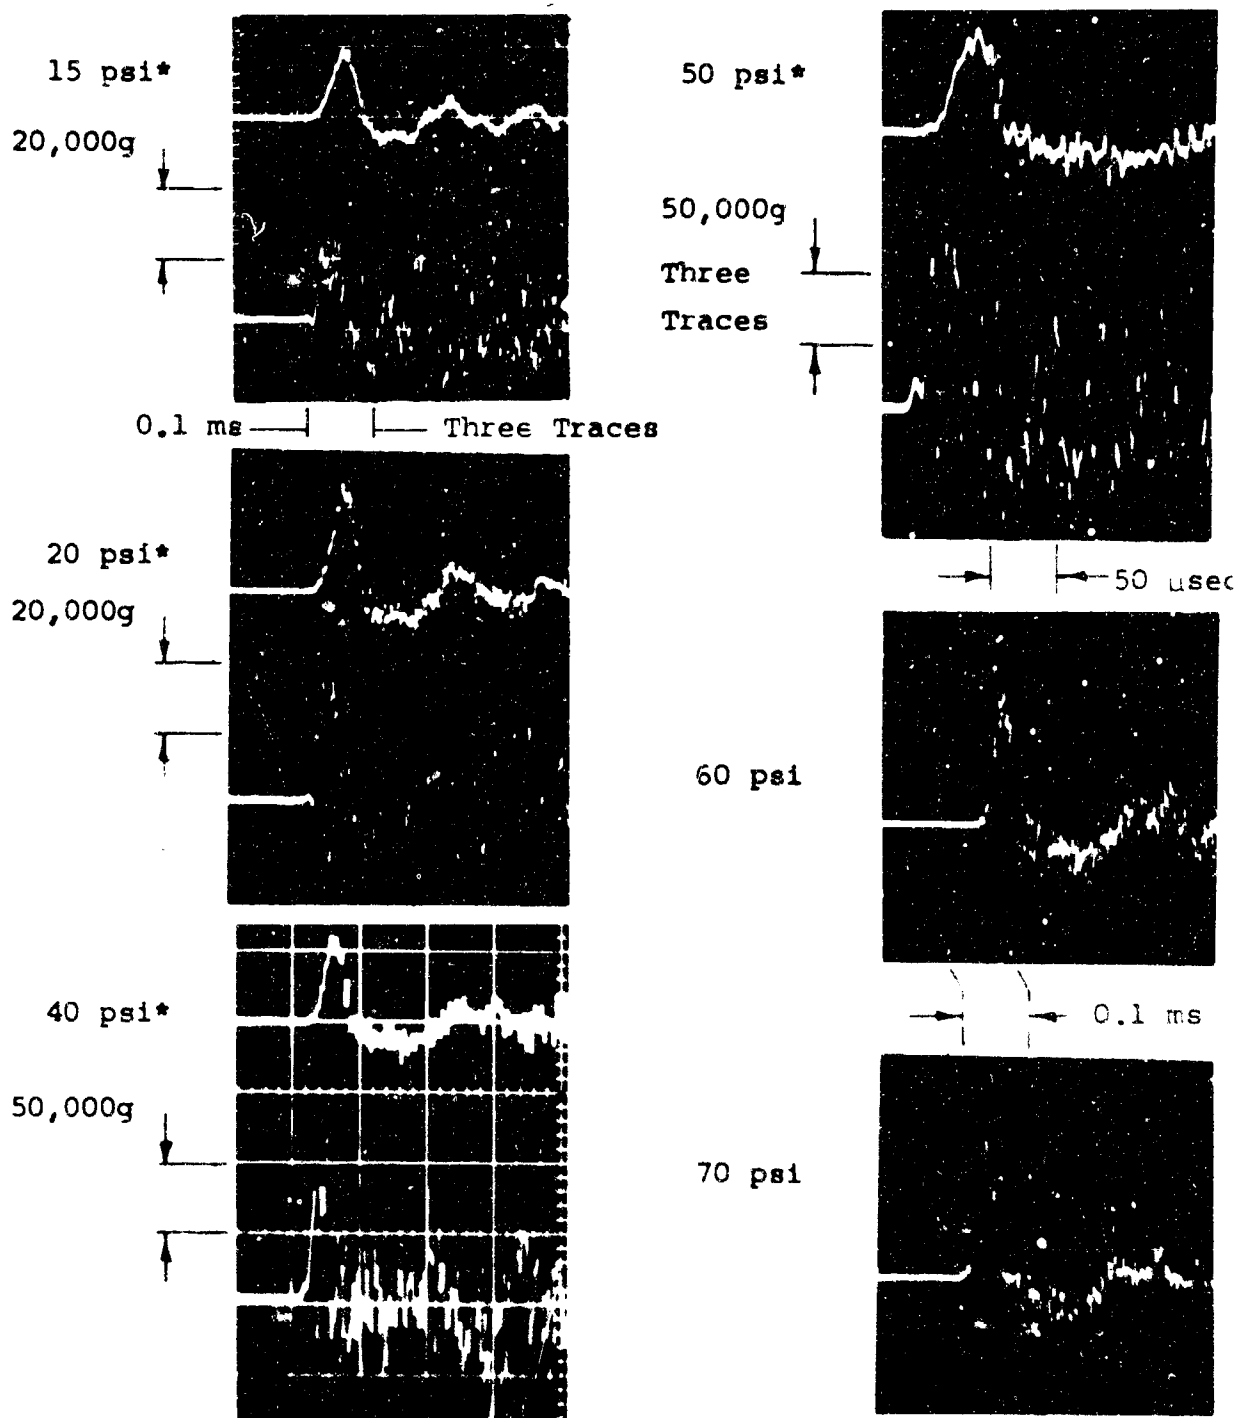 15 psi*
20,000g
0.1 ms
Three Traces
20 psi*
20,000g
40 psi*
50,000g
50 psi*
50,000g
Three
Traces
50 usec
60 psi
0.1 ms
70 psi